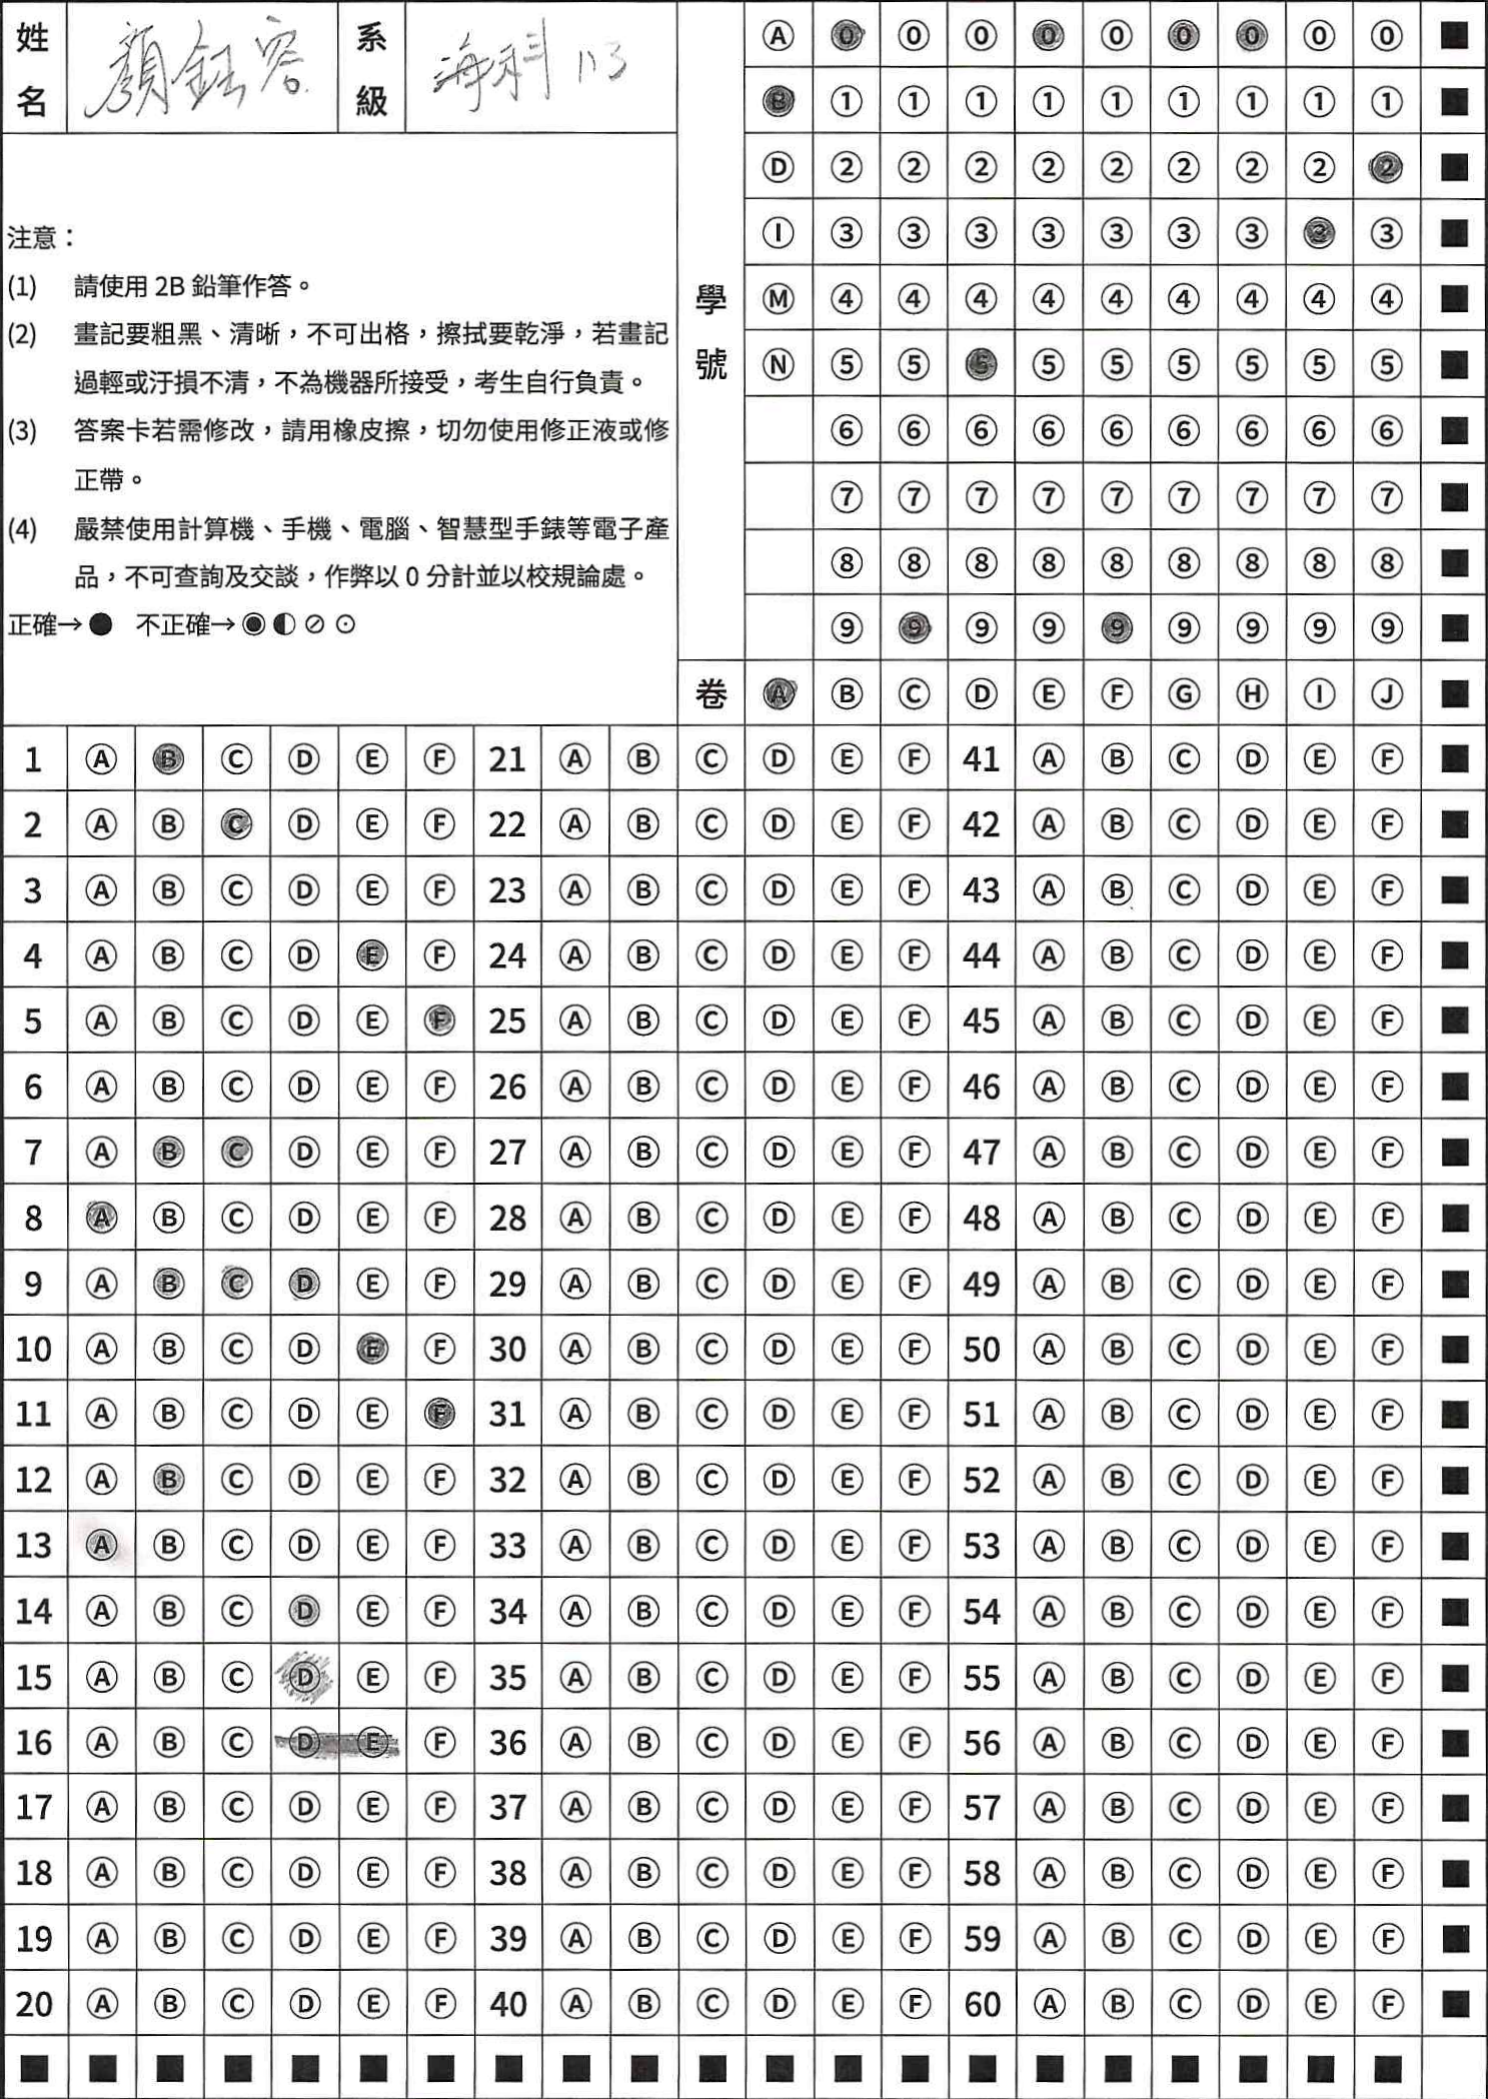 姓名 顏鈺容 系級 海科113
學號
Ⓐ ⓪ ⓪ ⓪ ⓪ ⓪ ⓪ ⓪ ⓪ ⓪
Ⓑ ① ① ① ① ① ① ① ① ①
Ⓓ ② ② ② ② ② ② ② ② ②
Ⓘ ③ ③ ③ ③ ③ ③ ③ ③ ③
Ⓜ ④ ④ ④ ④ ④ ④ ④ ④ ④
Ⓝ ⑤ ⑤ ⑤ ⑤ ⑤ ⑤ ⑤ ⑤ ⑤
⑥ ⑥ ⑥ ⑥ ⑥ ⑥ ⑥ ⑥ ⑥
⑦ ⑦ ⑦ ⑦ ⑦ ⑦ ⑦ ⑦ ⑦
⑧ ⑧ ⑧ ⑧ ⑧ ⑧ ⑧ ⑧ ⑧
⑨ ⑨ ⑨ ⑨ ⑨ ⑨ ⑨ ⑨ ⑨
卷 Ⓐ Ⓑ Ⓒ Ⓓ Ⓔ Ⓕ Ⓖ Ⓗ Ⓘ Ⓙ
注意：
(1) 請使用 2B 鉛筆作答。
(2) 畫記要粗黑、清晰，不可出格，擦拭要乾淨，若畫記
過輕或汙損不清，不為機器所接受，考生自行負責。
(3) 答案卡若需修改，請用橡皮擦，切勿使用修正液或修
正帶。
(4) 嚴禁使用計算機、手機、電腦、智慧型手錶等電子產
品，不可查詢及交談，作弊以 0 分計並以校規論處。
正確→ 不正確→
1 Ⓐ Ⓑ Ⓒ Ⓓ Ⓔ Ⓕ 21 Ⓐ Ⓑ Ⓒ Ⓓ Ⓔ Ⓕ 41 Ⓐ Ⓑ Ⓒ Ⓓ Ⓔ Ⓕ
2 Ⓐ Ⓑ Ⓒ Ⓓ Ⓔ Ⓕ 22 Ⓐ Ⓑ Ⓒ Ⓓ Ⓔ Ⓕ 42 Ⓐ Ⓑ Ⓒ Ⓓ Ⓔ Ⓕ
3 Ⓐ Ⓑ Ⓒ Ⓓ Ⓔ Ⓕ 23 Ⓐ Ⓑ Ⓒ Ⓓ Ⓔ Ⓕ 43 Ⓐ Ⓑ Ⓒ Ⓓ Ⓔ Ⓕ
4 Ⓐ Ⓑ Ⓒ Ⓓ Ⓔ Ⓕ 24 Ⓐ Ⓑ Ⓒ Ⓓ Ⓔ Ⓕ 44 Ⓐ Ⓑ Ⓒ Ⓓ Ⓔ Ⓕ
5 Ⓐ Ⓑ Ⓒ Ⓓ Ⓔ Ⓕ 25 Ⓐ Ⓑ Ⓒ Ⓓ Ⓔ Ⓕ 45 Ⓐ Ⓑ Ⓒ Ⓓ Ⓔ Ⓕ
6 Ⓐ Ⓑ Ⓒ Ⓓ Ⓔ Ⓕ 26 Ⓐ Ⓑ Ⓒ Ⓓ Ⓔ Ⓕ 46 Ⓐ Ⓑ Ⓒ Ⓓ Ⓔ Ⓕ
7 Ⓐ Ⓑ Ⓒ Ⓓ Ⓔ Ⓕ 27 Ⓐ Ⓑ Ⓒ Ⓓ Ⓔ Ⓕ 47 Ⓐ Ⓑ Ⓒ Ⓓ Ⓔ Ⓕ
8 Ⓐ Ⓑ Ⓒ Ⓓ Ⓔ Ⓕ 28 Ⓐ Ⓑ Ⓒ Ⓓ Ⓔ Ⓕ 48 Ⓐ Ⓑ Ⓒ Ⓓ Ⓔ Ⓕ
9 Ⓐ Ⓑ Ⓒ Ⓓ Ⓔ Ⓕ 29 Ⓐ Ⓑ Ⓒ Ⓓ Ⓔ Ⓕ 49 Ⓐ Ⓑ Ⓒ Ⓓ Ⓔ Ⓕ
10 Ⓐ Ⓑ Ⓒ Ⓓ Ⓔ Ⓕ 30 Ⓐ Ⓑ Ⓒ Ⓓ Ⓔ Ⓕ 50 Ⓐ Ⓑ Ⓒ Ⓓ Ⓔ Ⓕ
11 Ⓐ Ⓑ Ⓒ Ⓓ Ⓔ Ⓕ 31 Ⓐ Ⓑ Ⓒ Ⓓ Ⓔ Ⓕ 51 Ⓐ Ⓑ Ⓒ Ⓓ Ⓔ Ⓕ
12 Ⓐ Ⓑ Ⓒ Ⓓ Ⓔ Ⓕ 32 Ⓐ Ⓑ Ⓒ Ⓓ Ⓔ Ⓕ 52 Ⓐ Ⓑ Ⓒ Ⓓ Ⓔ Ⓕ
13 Ⓐ Ⓑ Ⓒ Ⓓ Ⓔ Ⓕ 33 Ⓐ Ⓑ Ⓒ Ⓓ Ⓔ Ⓕ 53 Ⓐ Ⓑ Ⓒ Ⓓ Ⓔ Ⓕ
14 Ⓐ Ⓑ Ⓒ Ⓓ Ⓔ Ⓕ 34 Ⓐ Ⓑ Ⓒ Ⓓ Ⓔ Ⓕ 54 Ⓐ Ⓑ Ⓒ Ⓓ Ⓔ Ⓕ
15 Ⓐ Ⓑ Ⓒ Ⓓ Ⓔ Ⓕ 35 Ⓐ Ⓑ Ⓒ Ⓓ Ⓔ Ⓕ 55 Ⓐ Ⓑ Ⓒ Ⓓ Ⓔ Ⓕ
16 Ⓐ Ⓑ Ⓒ Ⓓ Ⓔ Ⓕ 36 Ⓐ Ⓑ Ⓒ Ⓓ Ⓔ Ⓕ 56 Ⓐ Ⓑ Ⓒ Ⓓ Ⓔ Ⓕ
17 Ⓐ Ⓑ Ⓒ Ⓓ Ⓔ Ⓕ 37 Ⓐ Ⓑ Ⓒ Ⓓ Ⓔ Ⓕ 57 Ⓐ Ⓑ Ⓒ Ⓓ Ⓔ Ⓕ
18 Ⓐ Ⓑ Ⓒ Ⓓ Ⓔ Ⓕ 38 Ⓐ Ⓑ Ⓒ Ⓓ Ⓔ Ⓕ 58 Ⓐ Ⓑ Ⓒ Ⓓ Ⓔ Ⓕ
19 Ⓐ Ⓑ Ⓒ Ⓓ Ⓔ Ⓕ 39 Ⓐ Ⓑ Ⓒ Ⓓ Ⓔ Ⓕ 59 Ⓐ Ⓑ Ⓒ Ⓓ Ⓔ Ⓕ
20 Ⓐ Ⓑ Ⓒ Ⓓ Ⓔ Ⓕ 40 Ⓐ Ⓑ Ⓒ Ⓓ Ⓔ Ⓕ 60 Ⓐ Ⓑ Ⓒ Ⓓ Ⓔ Ⓕ